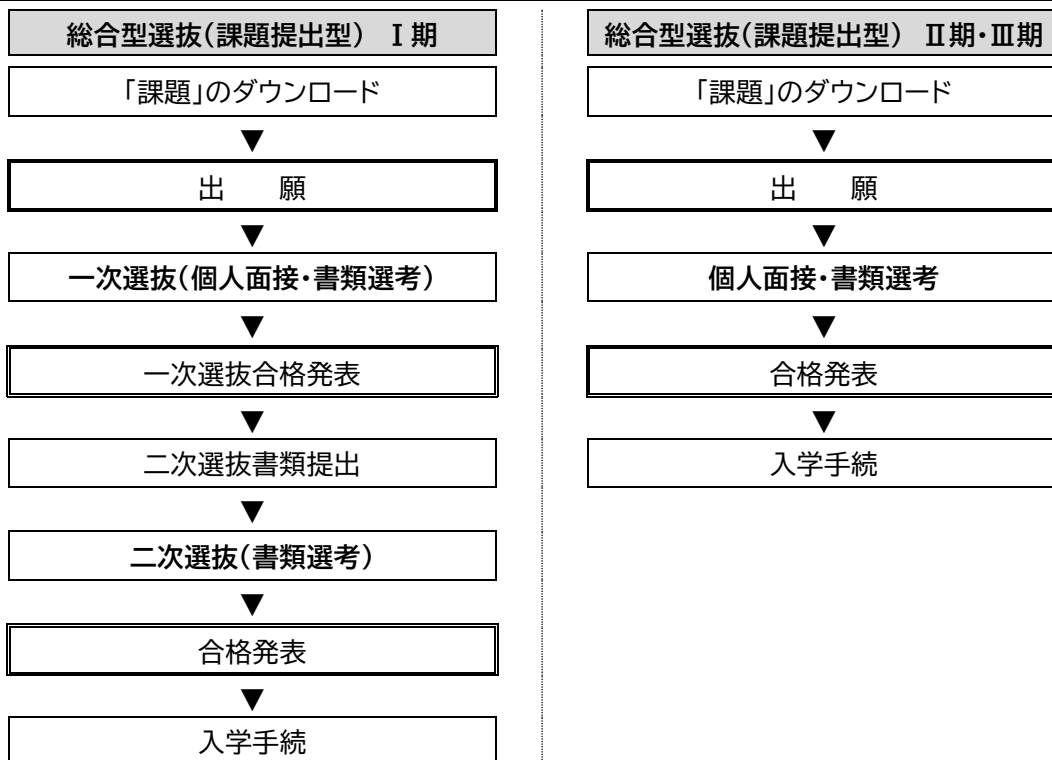 総合型選抜(課題提出型) Ⅰ期
「課題」のダウンロード
▼
出　　願
▼
一次選抜(個人面接・書類選考)
▼
一次選抜合格発表
▼
二次選抜書類提出
▼
二次選抜(書類選考)
▼
合格発表
▼
入学手続
総合型選抜(課題提出型) Ⅱ期・Ⅲ期
「課題」のダウンロード
▼
出　　願
▼
個人面接・書類選考
▼
合格発表
▼
入学手続